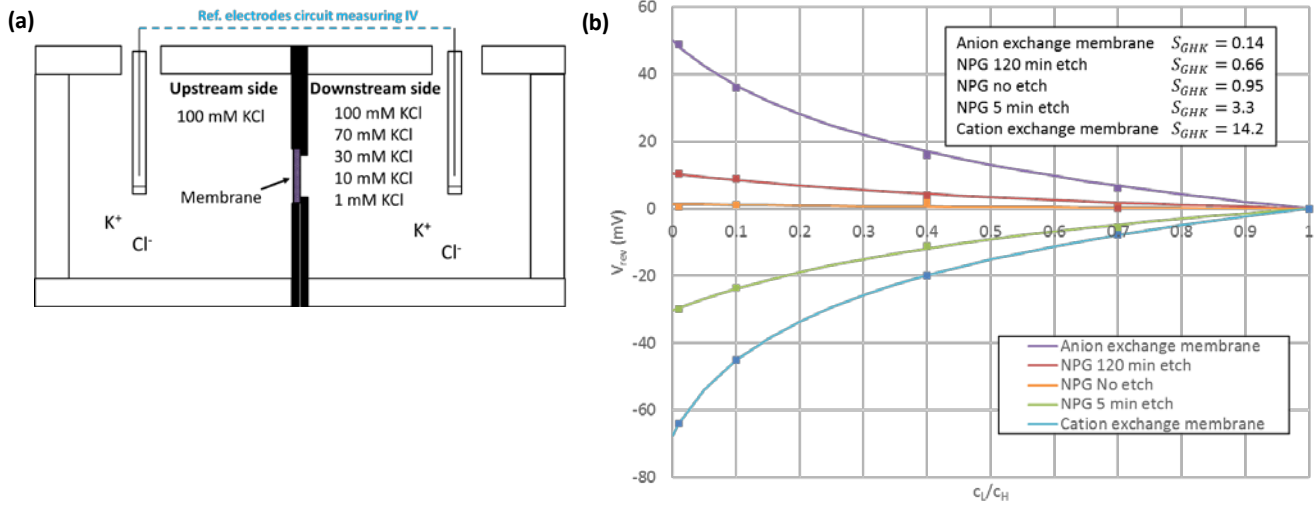 (a)
Ref. electrodes circuit measuring IV
Upstream side
100 mM KCl
Downstream side
100 mM KCl
70 mM KCl
30 mM KCl
10 mM KCl
1 mM KCl
Membrane
K⁺
Cl⁻
K⁺
Cl⁻
(b)
60
40
20
0
-20
-40
-60
-80
V_rev (mV)
0
0.1
0.2
0.3
0.4
0.5
0.6
0.7
0.8
0.9
1
c_L/c_H
Anion exchange membrane S_GHK = 0.14
NPG 120 min etch S_GHK = 0.66
NPG no etch S_GHK = 0.95
NPG 5 min etch S_GHK = 3.3
Cation exchange membrane S_GHK = 14.2
Anion exchange membrane
NPG 120 min etch
NPG No etch
NPG 5 min etch
Cation exchange membrane